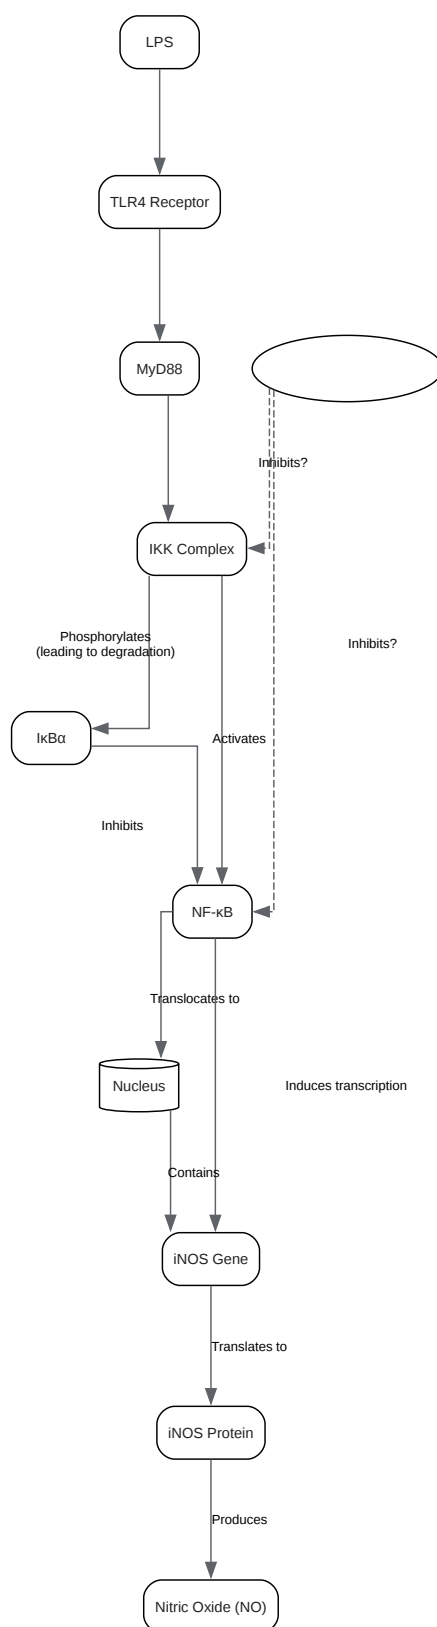 LPS
TLR4 Receptor
MyD88
Inhibits?
IKK Complex
Phosphorylates
(leading to degradation)
Inhibits?
IκBα
Activates
Inhibits
NF-κB
Translocates to
Nucleus
Induces transcription
Contains
iNOS Gene
Translates to
iNOS Protein
Produces
Nitric Oxide (NO)